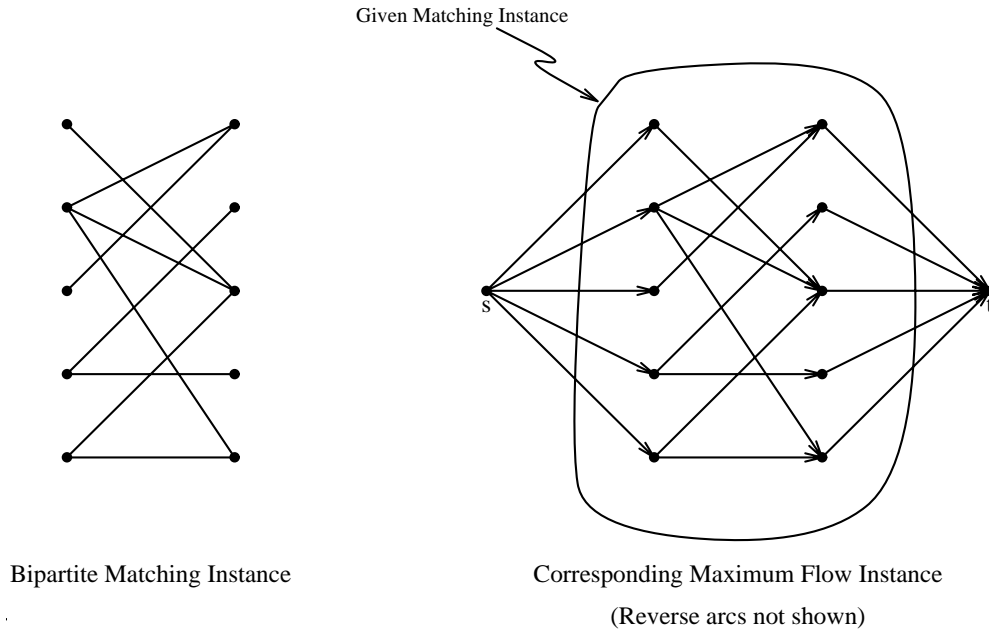 Given Matching Instance
s
t
Bipartite Matching Instance
Corresponding Maximum Flow Instance
(Reverse arcs not shown)